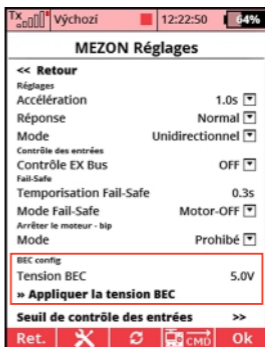 Tx Výchozí 12:22:50 64%
MEZON Réglages
<< Retour
Réglages
Accélération 1.0s
Réponse Normal
Mode Unidirectionnel
Contrôle des entrées
Contrôle EX Bus OFF
Fail-Safe
Temporisation Fail-Safe 0.3s
Mode Fail-Safe Motor-OFF
Arrêter le moteur - bip
Mode Prohibé
BEC config
Tension BEC 5.0V
» Appliquer la tension BEC
Seuil de contrôle des entrées >>
Ret. CMD Ok